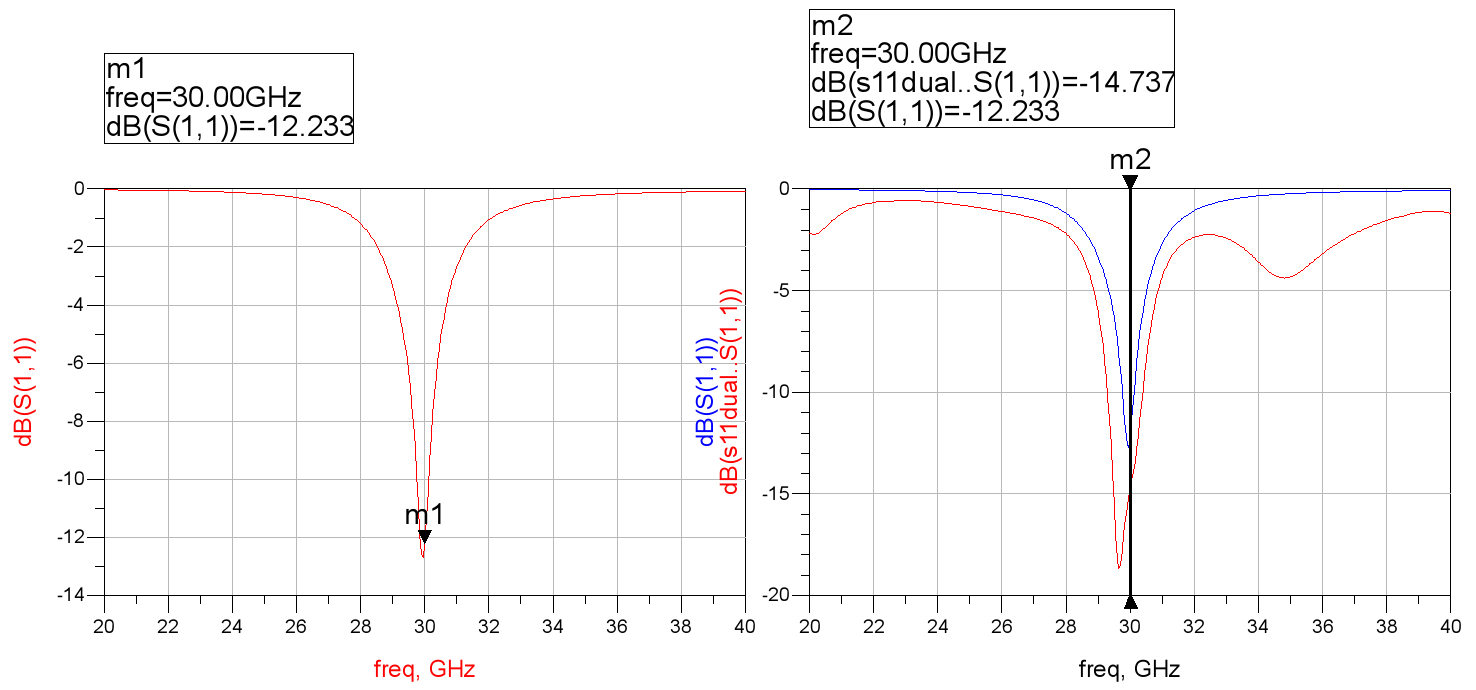 m1
freq=30.00GHz
dB(S(1,1))=-12.233
m2
freq=30.00GHz
dB(s11dual..S(1,1))=-14.737
dB(S(1,1))=-12.233
0
-2
-4
-6
-8
-10
-12
-14
dB(S(1,1))
m1
20
22
24
26
28
30
32
34
36
38
40
freq, GHz
m2
0
-5
-10
-15
-20
dB(S(1,1))
dB(s11dual..S(1,1))
20
22
24
26
28
30
32
34
36
38
40
freq, GHz